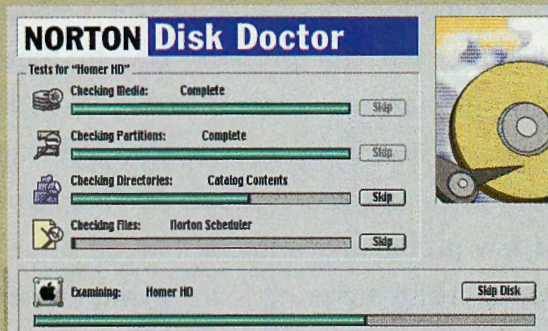 NORTON Disk Doctor
Tests for "Homer HD"
Checking Media: Complete
Skip
Checking Partitions: Complete
Skip
Checking Directories: Catalog Contents
Skip
Checking Files: Norton Scheduler
Skip
Examining: Homer HD
Skip Disk